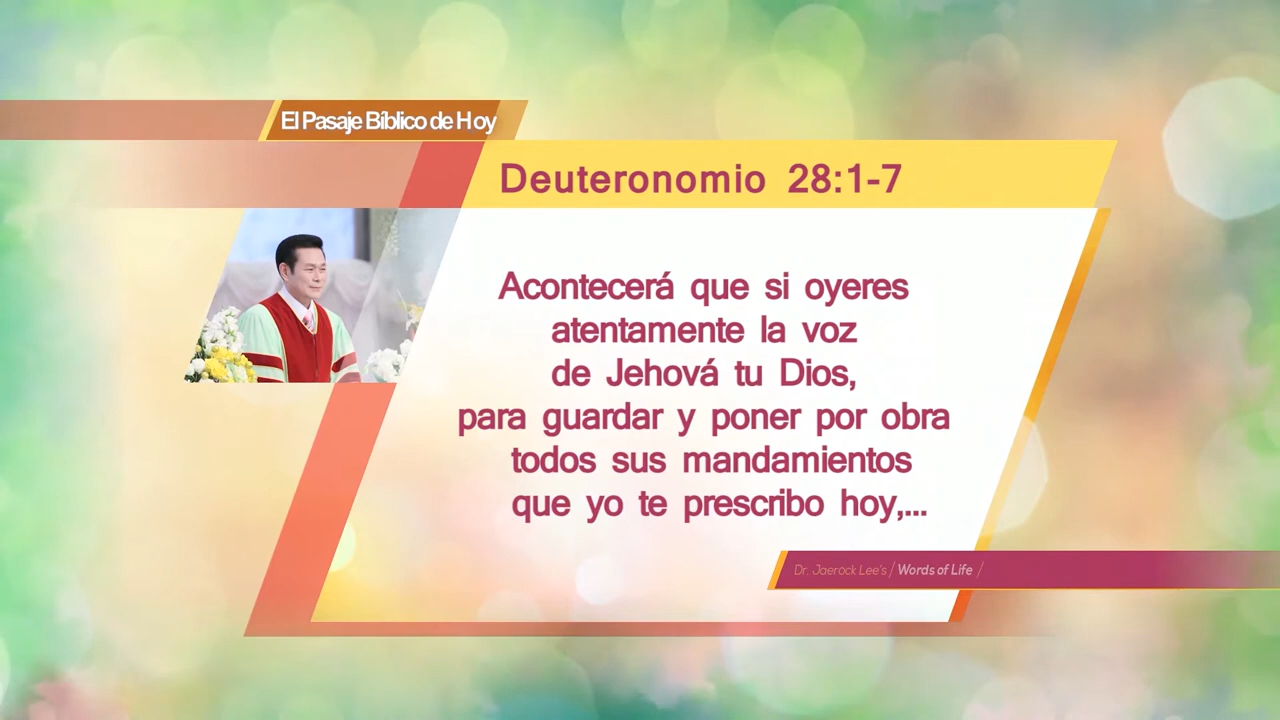 El Pasaje Bíblico de Hoy
Deuteronomio 28:1-7
Acontecerá que si oyeres
atentamente la voz
de Jehová tu Dios,
para guardar y poner por obra
todos sus mandamientos
que yo te prescribo hoy,...
Dr. Jaerock Lee's / Words of Life /